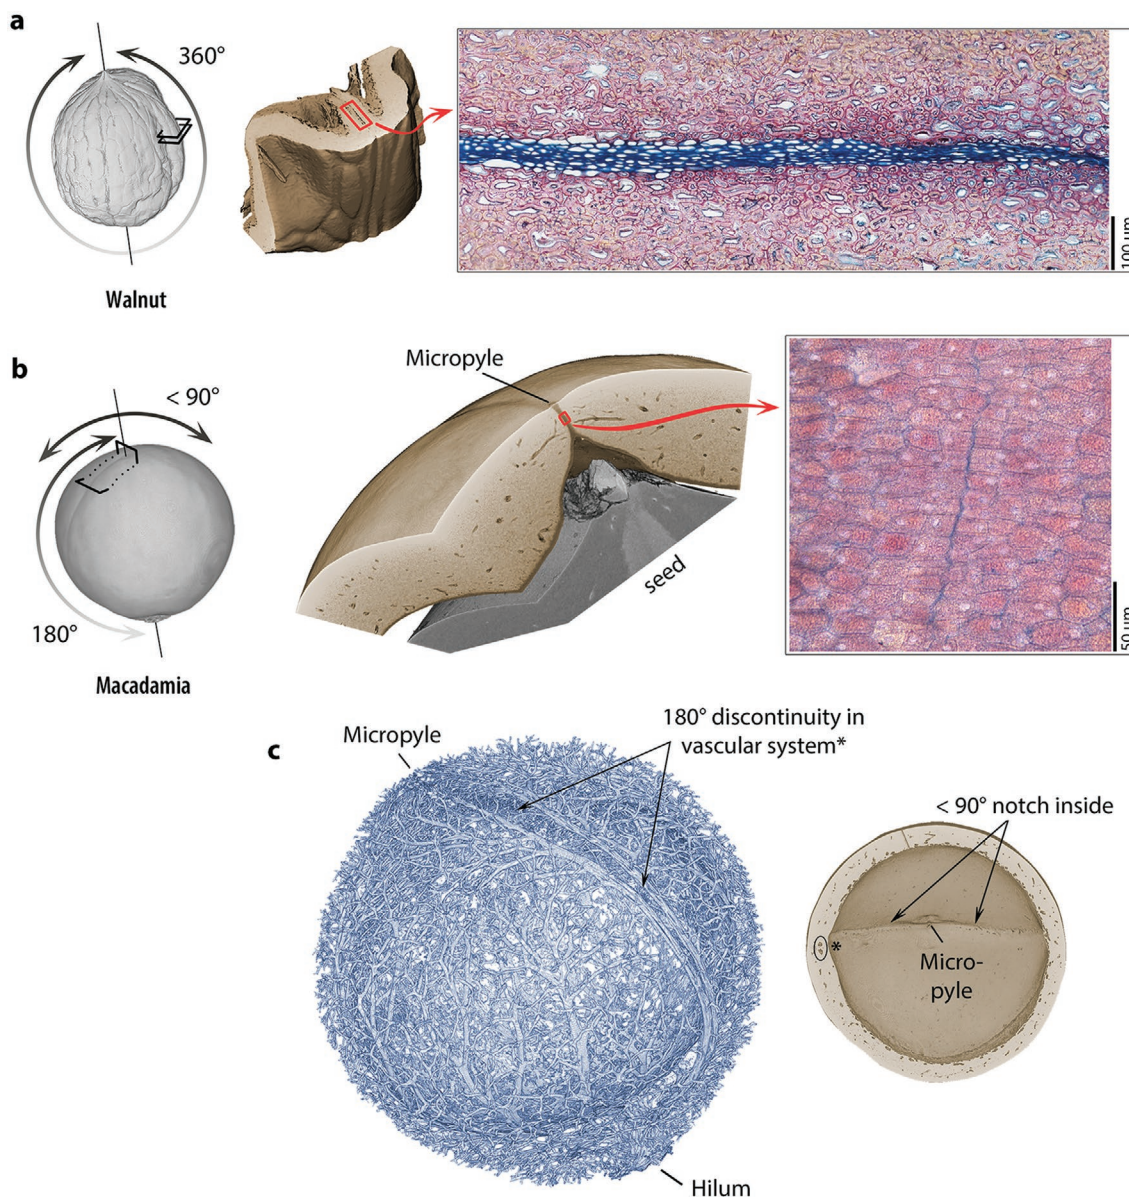 a
360°
Walnut
100 µm
b
< 90°
Micropyle
180°
seed
Macadamia
50 µm
c
Micropyle
180° discontinuity in
vascular system*
< 90° notch inside
*
Micro-
pyle
Hilum